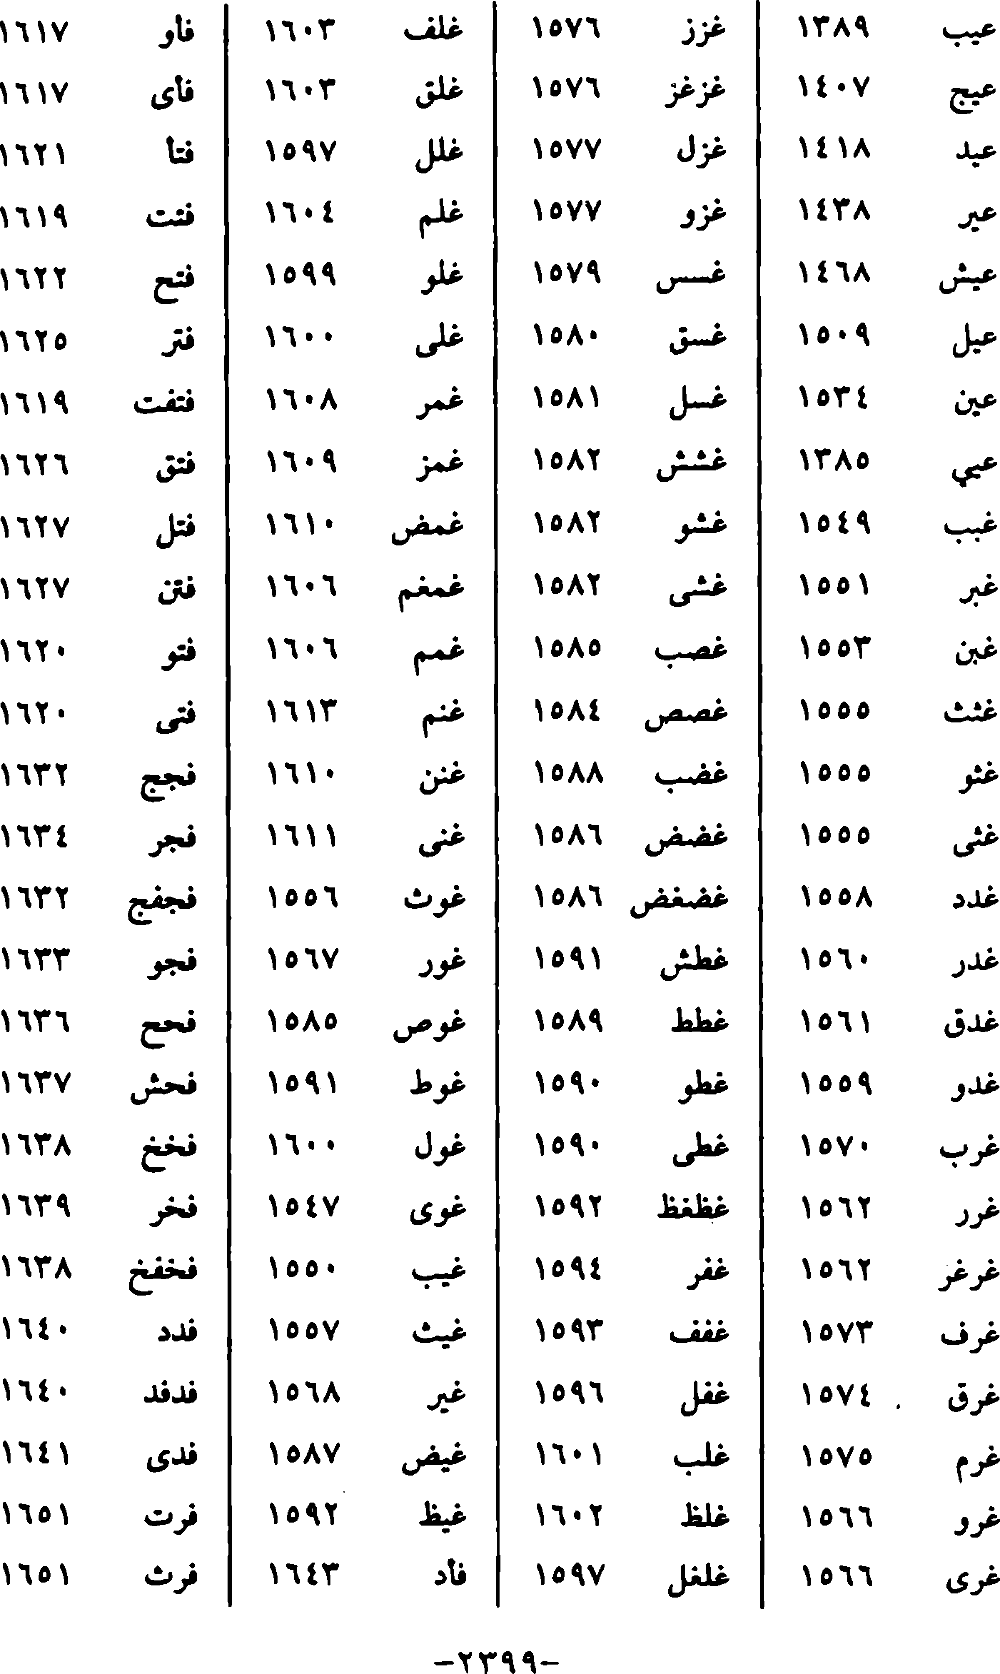 عيب ١٣٨٩
عيج ١٤٠٧
عيد ١٤١٨
عير ١٤٣٨
عيش ١٤٦٨
عيل ١٥٠٩
عين ١٥٣٤
عيي ١٣٨٥
غبب ١٥٤٩
غبر ١٥٥١
غبن ١٥٥٣
غثث ١٥٥٥
غثو ١٥٥٥
غثى ١٥٥٥
غدد ١٥٥٨
غدر ١٥٦٠
غدق ١٥٦١
غدو ١٥٥٩
غرب ١٥٧٠
غرر ١٥٦٢
غرغر ١٥٦٢
غرف ١٥٧٣
غرق ١٥٧٤
غرم ١٥٧٥
غرو ١٥٦٦
غرى ١٥٦٦
غزز ١٥٧٦
غزغز ١٥٧٦
غزل ١٥٧٧
غزو ١٥٧٧
غسس ١٥٧٩
غسق ١٥٨٠
غسل ١٥٨١
غشش ١٥٨٢
غشو ١٥٨٢
غشى ١٥٨٢
غصب ١٥٨٥
غصص ١٥٨٤
غضب ١٥٨٨
غضض ١٥٨٦
غضغض ١٥٨٦
غطش ١٥٩١
غطط ١٥٨٩
غطو ١٥٩٠
غطى ١٥٩٠
غظغظ ١٥٩٢
غفر ١٥٩٤
غفف ١٥٩٣
غفل ١٥٩٦
غلب ١٦٠١
غلظ ١٦٠٢
غلغل ١٥٩٧
غلف ١٦٠٣
غلق ١٦٠٣
غلل ١٥٩٧
غلم ١٦٠٤
غلو ١٥٩٩
غلى ١٦٠٠
غمر ١٦٠٨
غمز ١٦٠٩
غمض ١٦١٠
غمغم ١٦٠٦
غمم ١٦٠٦
غنم ١٦١٣
غنن ١٦١٠
غنى ١٦١١
غوث ١٥٥٦
غور ١٥٦٧
غوص ١٥٨٥
غوط ١٥٩١
غول ١٦٠٠
غوى ١٥٤٧
غيب ١٥٥٠
غيث ١٥٥٧
غير ١٥٦٨
غيض ١٥٨٧
غيظ ١٥٩٢
فأد ١٦٤٣
فأو ١٦١٧
فأى ١٦١٧
فتأ ١٦٢١
فتت ١٦١٩
فتح ١٦٢٢
فتر ١٦٢٥
فتفت ١٦١٩
فتق ١٦٢٦
فتل ١٦٢٧
فتن ١٦٢٧
فتو ١٦٢٠
فتى ١٦٢٠
فجج ١٦٣٢
فجر ١٦٣٤
فجفج ١٦٣٢
فجو ١٦٣٣
فحح ١٦٣٦
فحش ١٦٣٧
فخخ ١٦٣٨
فخر ١٦٣٩
فخفخ ١٦٣٨
فدد ١٦٤٠
فدفد ١٦٤٠
فدى ١٦٤١
فرت ١٦٥١
فرث ١٦٥١
-٢٣٩٩-